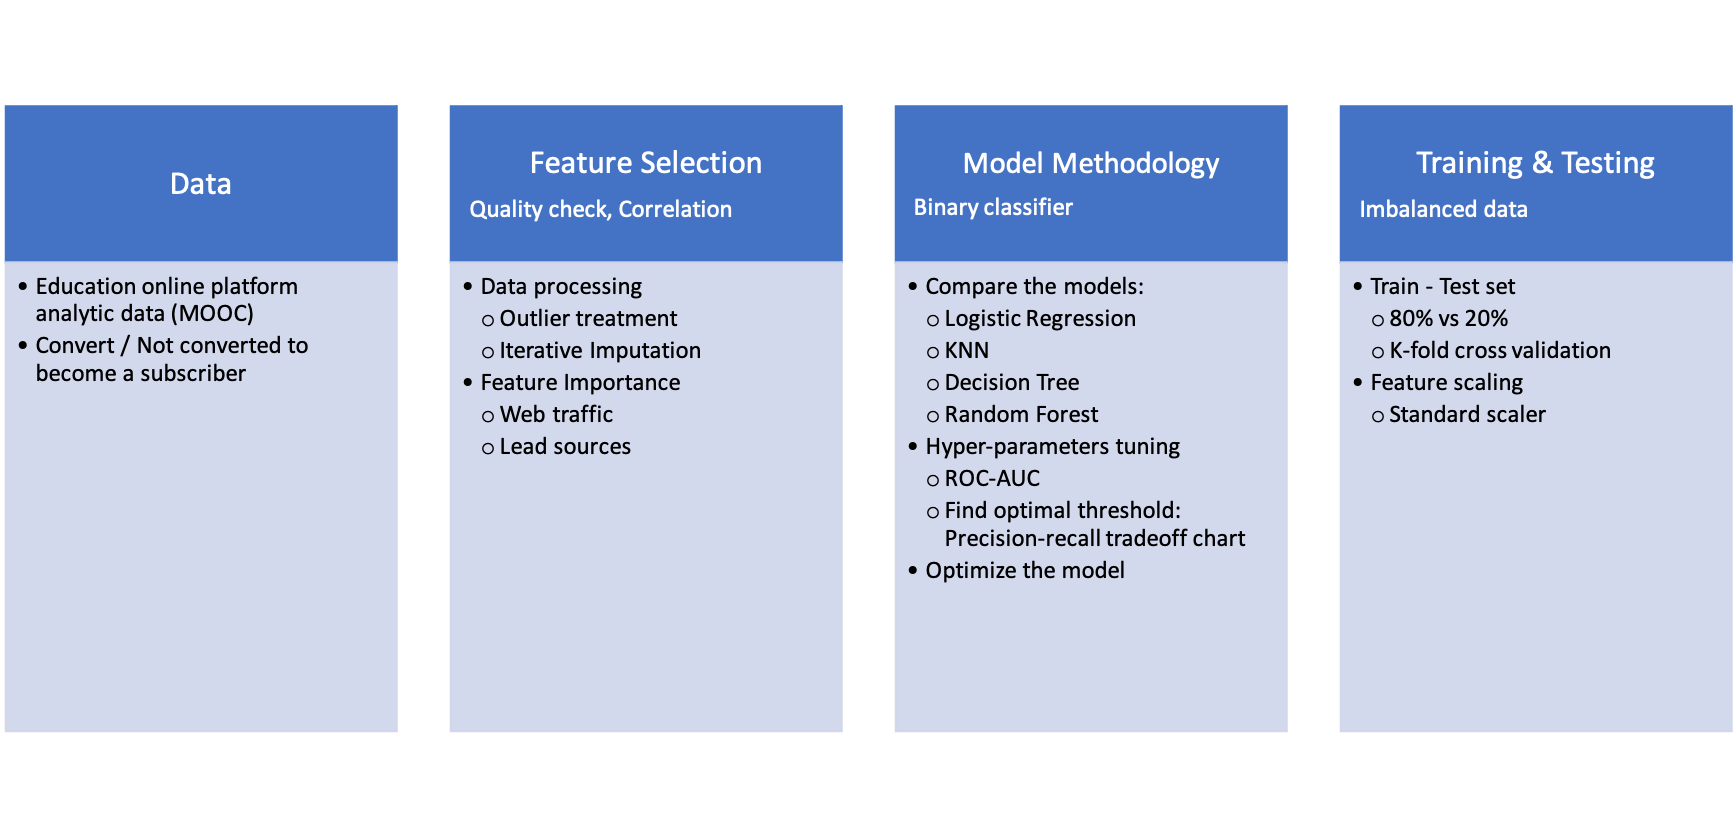 Data
• Education online platform
analytic data (MOOC)
• Convert / Not converted to
become a subscriber
Feature Selection
Quality check, Correlation
• Data processing
o Outlier treatment
o Iterative Imputation
• Feature Importance
o Web traffic
o Lead sources
Model Methodology
Binary classifier
• Compare the models:
o Logistic Regression
o KNN
o Decision Tree
o Random Forest
• Hyper-parameters tuning
o ROC-AUC
o Find optimal threshold:
Precision-recall tradeoff chart
• Optimize the model
Training & Testing
Imbalanced data
• Train - Test set
o 80% vs 20%
o K-fold cross validation
• Feature scaling
o Standard scaler